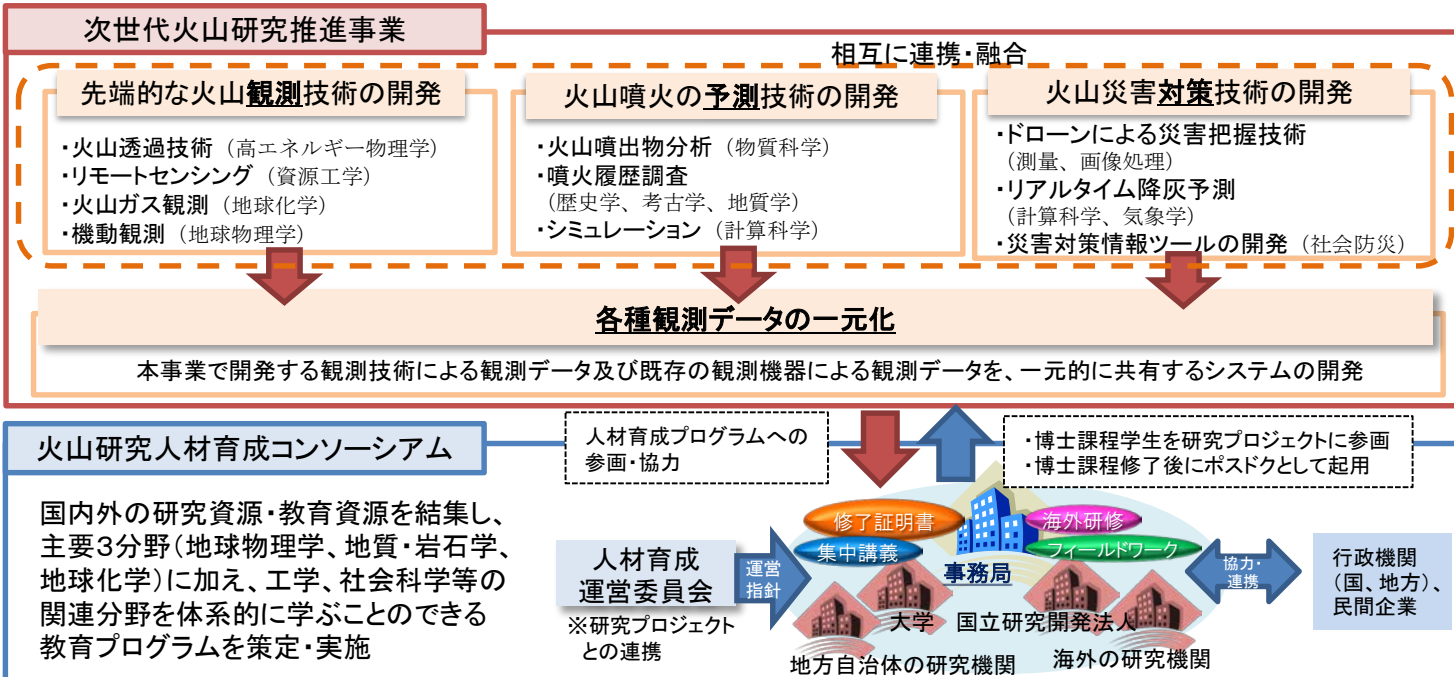 次世代火山研究推進事業
相互に連携・融合
先端的な火山観測技術の開発
・火山透過技術（高エネルギー物理学）
・リモートセンシング（資源工学）
・火山ガス観測（地球化学）
・機動観測（地球物理学）
火山噴火の予測技術の開発
・火山噴出物分析（物質科学）
・噴火履歴調査
（歴史学、考古学、地質学）
・シミュレーション（計算科学）
火山災害対策技術の開発
・ドローンによる災害把握技術
（測量、画像処理）
・リアルタイム降灰予測
（計算科学、気象学）
・災害対策情報ツールの開発（社会防災）
各種観測データの一元化
本事業で開発する観測技術による観測データ及び既存の観測機器による観測データを、一元的に共有するシステムの開発
火山研究人材育成コンソーシアム
人材育成プログラムへの
参画・協力
・博士課程学生を研究プロジェクトに参画
・博士課程修了後にポスドクとして起用
国内外の研究資源・教育資源を結集し、
主要３分野（地球物理学、地質・岩石学、
地球化学）に加え、工学、社会科学等の
関連分野を体系的に学ぶことのできる
教育プログラムを策定・実施
人材育成
運営委員会
※研究プロジェクト
との連携
運営
指針
修了証明書
集中講義
海外研修
フィールドワーク
事務局
大学
国立研究開発法人
地方自治体の研究機関
海外の研究機関
協力・
連携
行政機関
（国、地方）、
民間企業